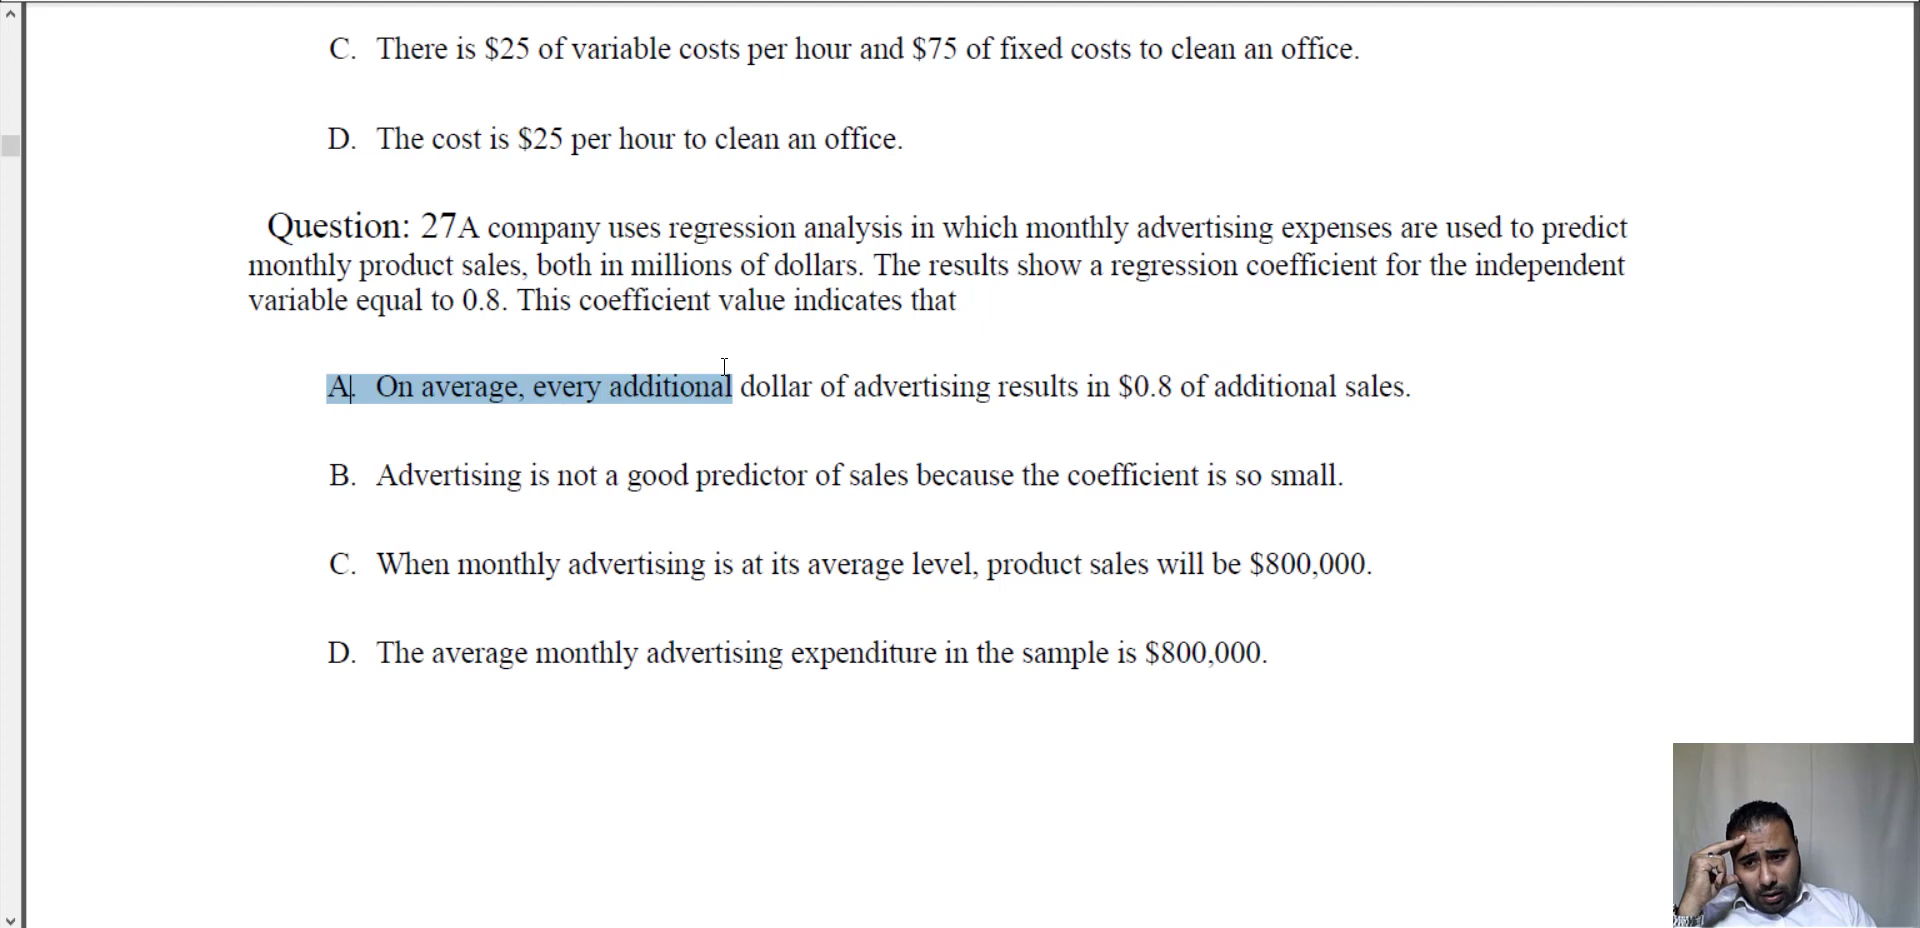 C. There is $25 of variable costs per hour and $75 of fixed costs to clean an office.
D. The cost is $25 per hour to clean an office.
Question: 27A company uses regression analysis in which monthly advertising expenses are used to predict
monthly product sales, both in millions of dollars. The results show a regression coefficient for the independent
variable equal to 0.8. This coefficient value indicates that
A. On average, every additional dollar of advertising results in $0.8 of additional sales.
B. Advertising is not a good predictor of sales because the coefficient is so small.
C. When monthly advertising is at its average level, product sales will be $800,000.
D. The average monthly advertising expenditure in the sample is $800,000.